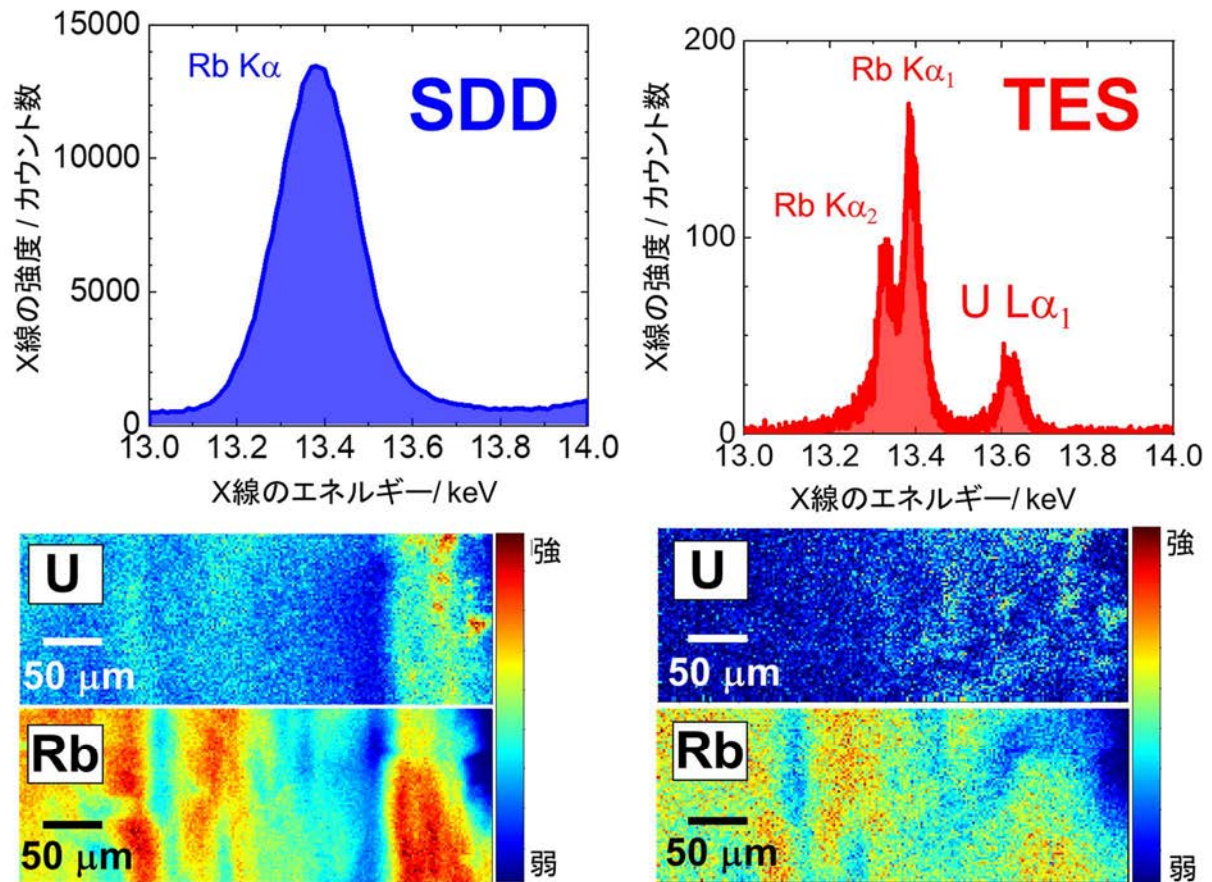 15000
10000
5000
0
X線の強度 / カウント数
Rb Kα
SDD
13.0 13.2 13.4 13.6 13.8 14.0
X線のエネルギー/ keV
200
100
0
X線の強度 / カウント数
Rb Kα₁
TES
Rb Kα₂
U Lα₁
13.0 13.2 13.4 13.6 13.8 14.0
X線のエネルギー/ keV
U
50 μm
Rb
50 μm
強
弱
U
50 μm
Rb
50 μm
強
弱